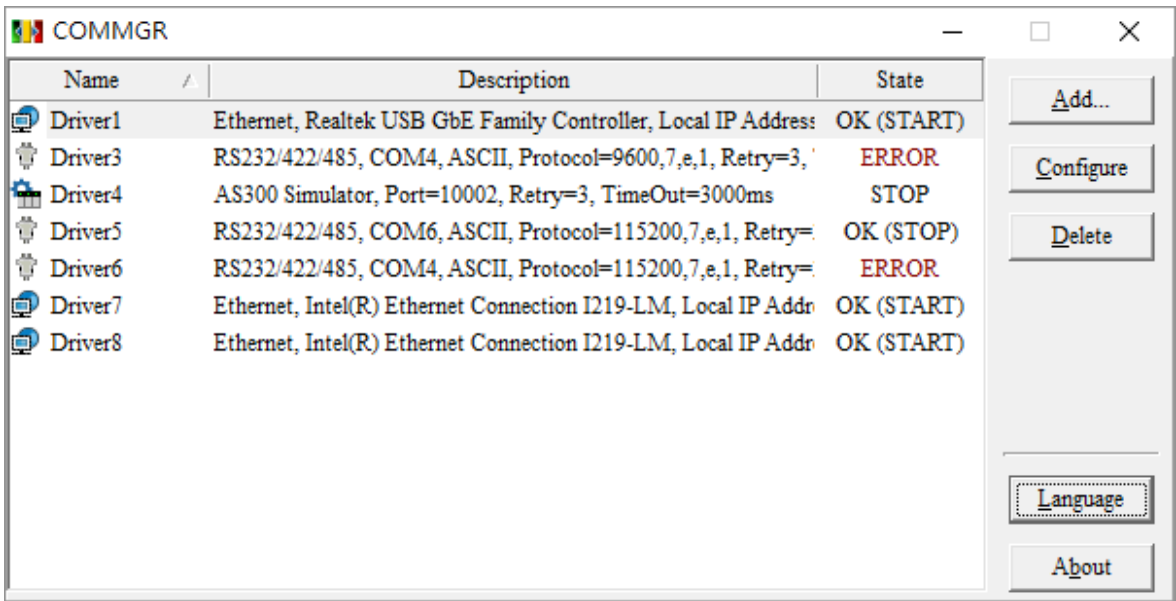 COMMGR
Name Description State
Driver1 Ethernet, Realtek USB GbE Family Controller, Local IP Address OK (START)
Driver3 RS232/422/485, COM4, ASCII, Protocol=9600,7,e,1, Retry=3, ERROR
Driver4 AS300 Simulator, Port=10002, Retry=3, TimeOut=3000ms STOP
Driver5 RS232/422/485, COM6, ASCII, Protocol=115200,7,e,1, Retry= OK (STOP)
Driver6 RS232/422/485, COM4, ASCII, Protocol=115200,7,e,1, Retry= ERROR
Driver7 Ethernet, Intel(R) Ethernet Connection I219-LM, Local IP Addr OK (START)
Driver8 Ethernet, Intel(R) Ethernet Connection I219-LM, Local IP Addr OK (START)
Add...
Configure
Delete
Language
About